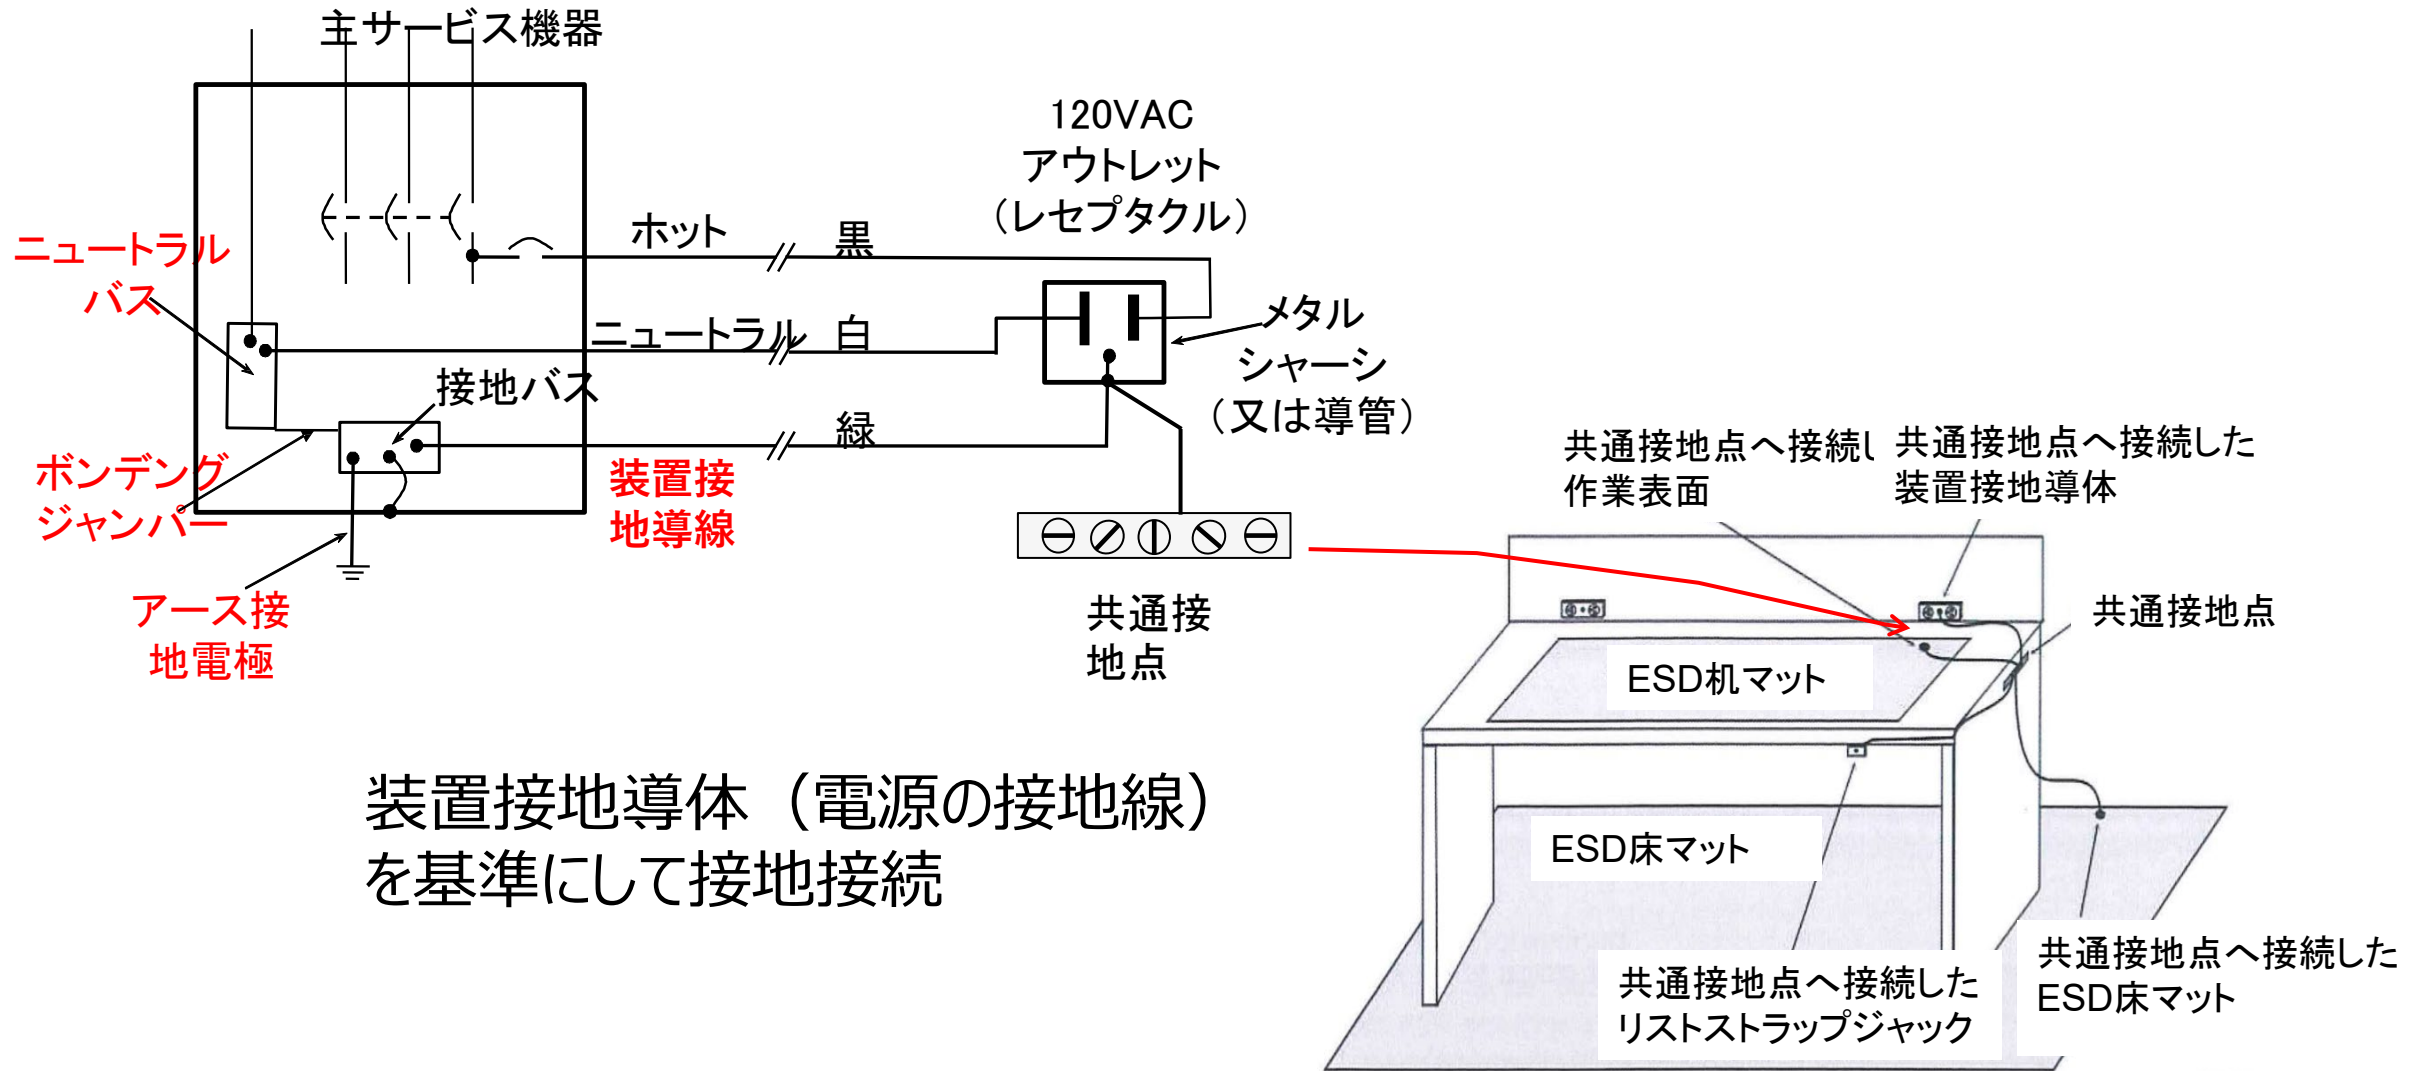 主サービス機器
120VAC
アウトレット
（レセプタクル）
ホット
黒
ニュートラル
バス
ニュートラル
白
メタル
シャーシ
（又は導管）
接地バス
緑
ボンデング
ジャンパー
装置接
地導線
アース接
地電極
共通接
地点
共通接地点へ接続し
作業表面
共通接地点へ接続した
装置接地導体
共通接地点
ESD机マット
ESD床マット
共通接地点へ接続した
リストストラップジャック
共通接地点へ接続した
ESD床マット
装置接地導体（電源の接地線）
を基準にして接地接続